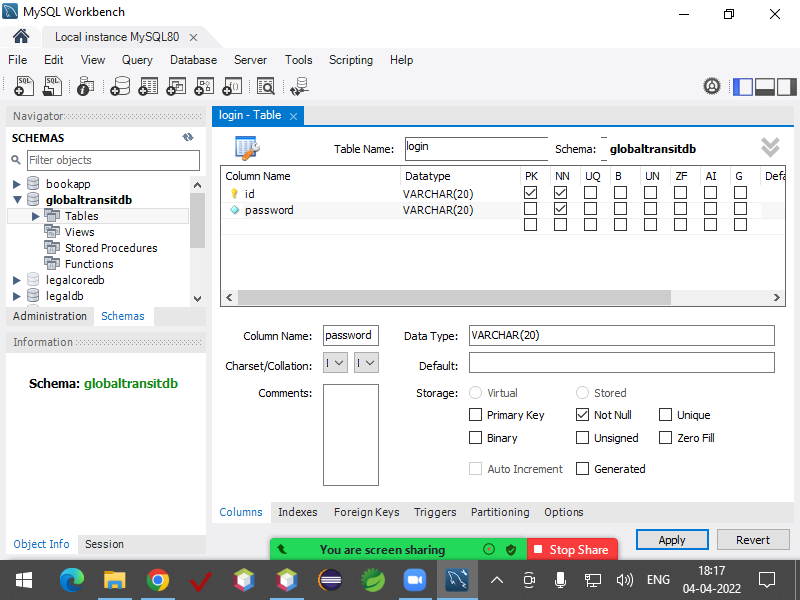 MySQL Workbench
Local instance MySQL80
File Edit View Query Database Server Tools Scripting Help
Navigator
SCHEMAS
Filter objects
bookapp
globaltransitdb
Tables
Views
Stored Procedures
Functions
legalcoredb
legaldb
Administration Schemas
Information
Schema: globaltransitdb
Object Info Session
login - Table
Table Name: login Schema: globaltransitdb
Column Name Datatype PK NN UQ B UN ZF AI G Defa
id VARCHAR(20)
password VARCHAR(20)
Column Name: password Data Type: VARCHAR(20)
Charset/Collation: Default:
Comments: Storage: Virtual Stored
Primary Key Not Null Unique
Binary Unsigned Zero Fill
Auto Increment Generated
Columns Indexes Foreign Keys Triggers Partitioning Options
Apply Revert
You are screen sharing Stop Share
ENG 18:17
04-04-2022